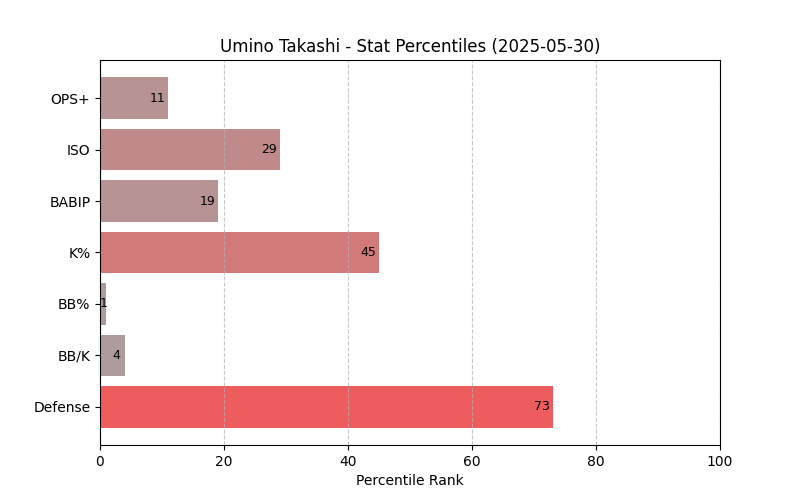 Umino Takashi - Stat Percentiles (2025-05-30)
OPS+ 11
ISO 29
BABIP 19
K% 45
BB% 1
BB/K 4
Defense 73
0 20 40 60 80 100
Percentile Rank